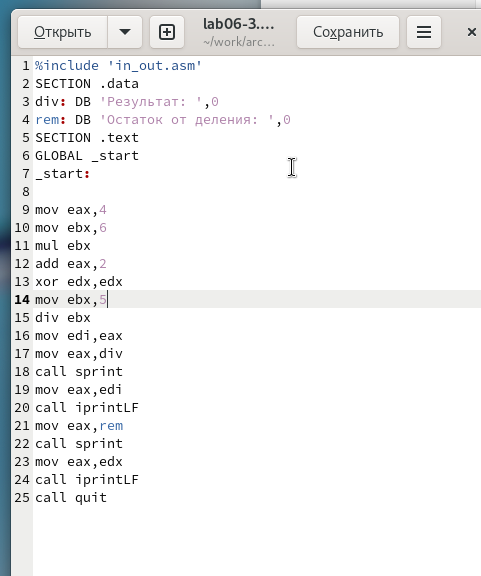 Открыть
lab06-3....
~/work/arc...
Сохранить
1 %include 'in_out.asm'
2 SECTION .data
3 div: DB 'Результат: ',0
4 rem: DB 'Остаток от деления: ',0
5 SECTION .text
6 GLOBAL _start
7 _start:
8
9 mov eax,4
10 mov ebx,6
11 mul ebx
12 add eax,2
13 xor edx,edx
14 mov ebx,5
15 div ebx
16 mov edi,eax
17 mov eax,div
18 call sprint
19 mov eax,edi
20 call iprintLF
21 mov eax,rem
22 call sprint
23 mov eax,edx
24 call iprintLF
25 call quit